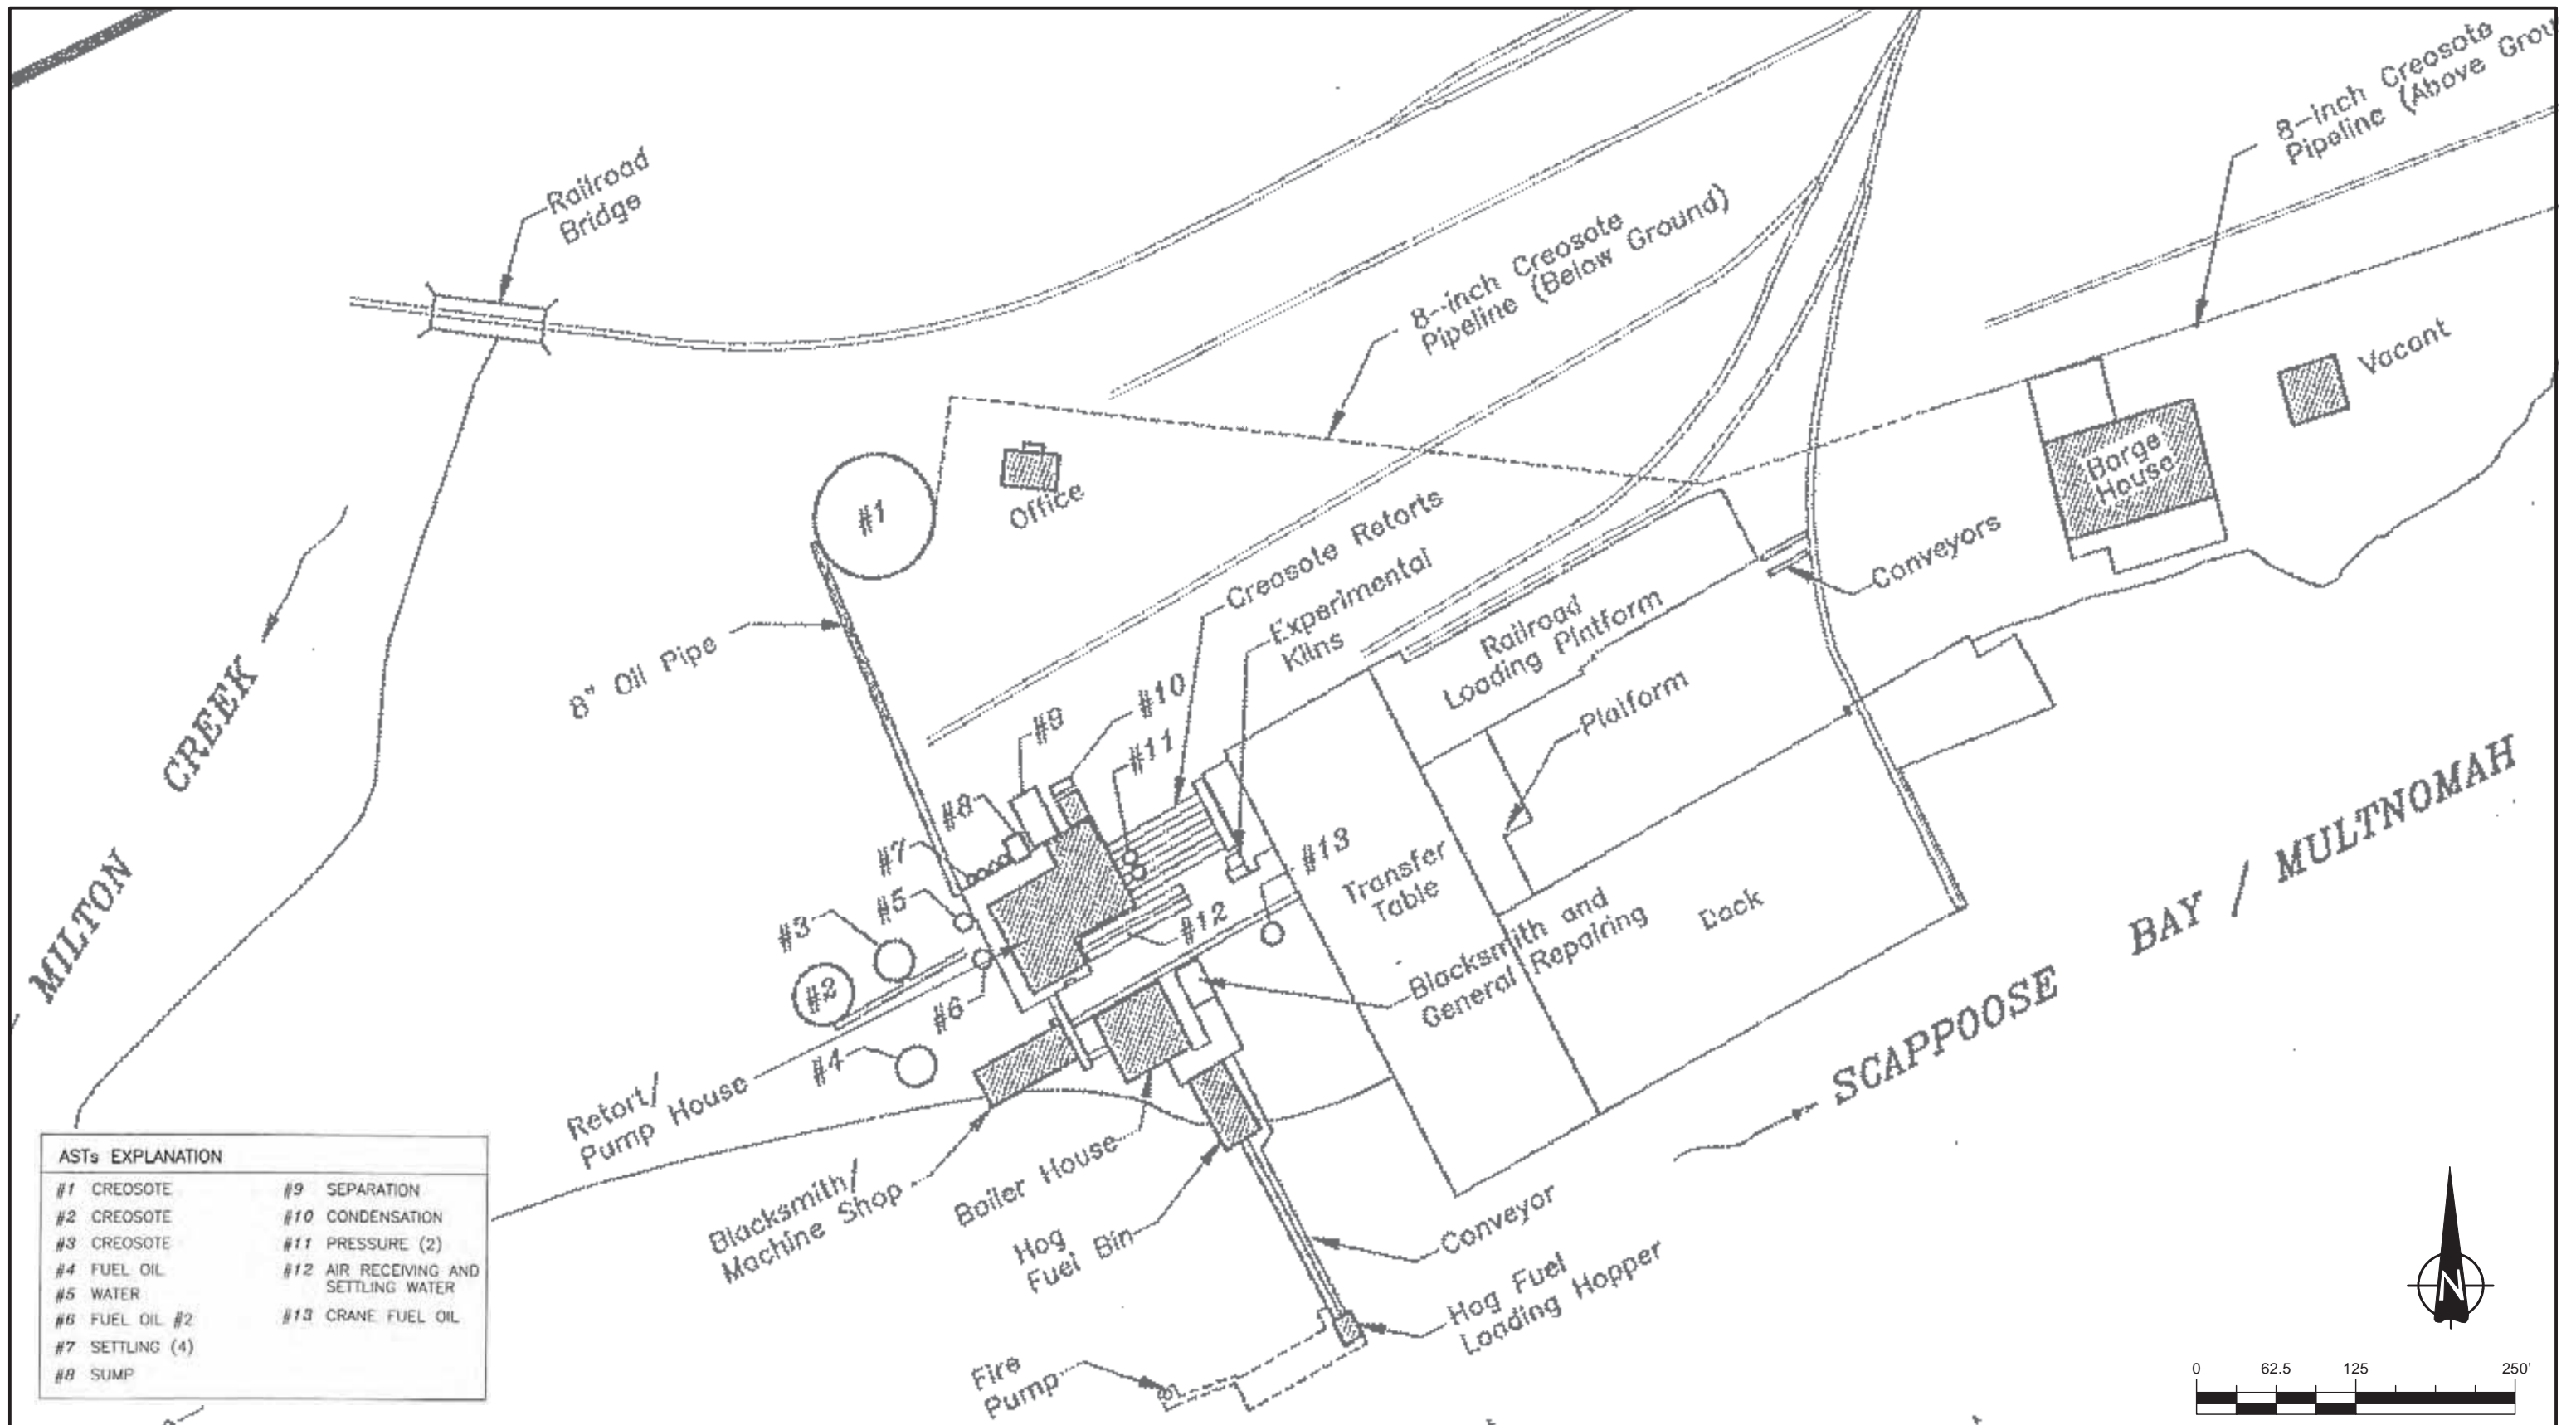 8-inch Creosote
Pipeline (Above Grou
Railroad
Bridge
8-inch Creosote
Pipeline (Below Ground)
Vacant
Barge
House
#1
Office
Creosote Retorts
Experimental
Kilns
Railroad
Loading Platform
Conveyors
8" Oil Pipe
Platform
MILTON CREEK
#10
#9
#11
#8
#7
#13
#5
#3
#12
#2
#6
#4
Transfer
Table
Blacksmith and
General Repairing
Dock
SCAPPOOSE BAY / MULTNOMAH
Retort/
Pump House
Blacksmith/
Machine Shop
Boiler House
Hog
Fuel Bin
Conveyor
Hog Fuel
Loading Hopper
Fire
Pump
ASTs EXPLANATION
#1 CREOSOTE
#2 CREOSOTE
#3 CREOSOTE
#4 FUEL OIL
#5 WATER
#6 FUEL OIL #2
#7 SETTLING (4)
#8 SUMP
#9 SEPARATION
#10 CONDENSATION
#11 PRESSURE (2)
#12 AIR RECEIVING AND
SETTLING WATER
#13 CRANE FUEL OIL
N
0 62.5 125 250'